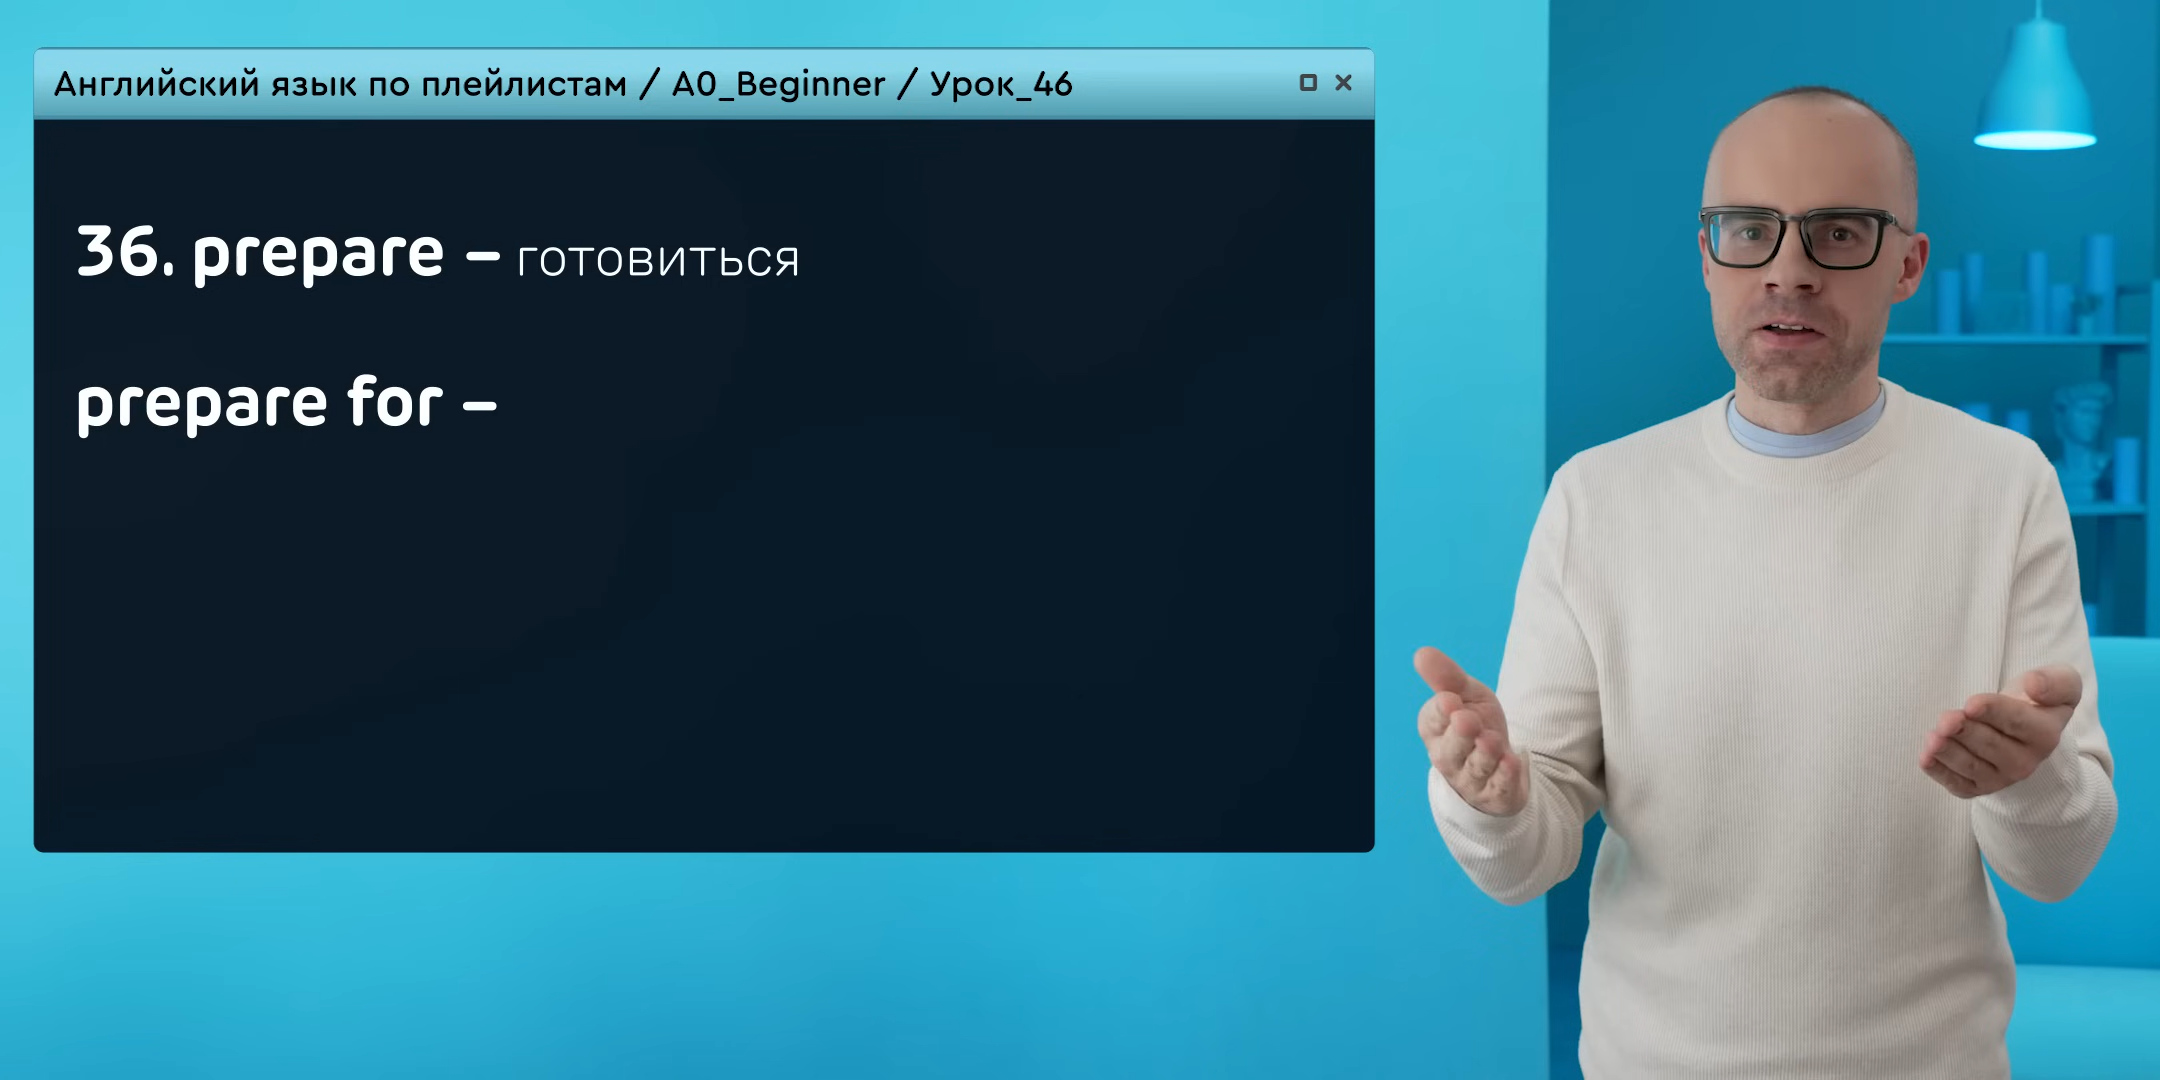 Английский язык по плейлистам / A0_Beginner / Урок_46
36. prepare – готовиться
prepare for –